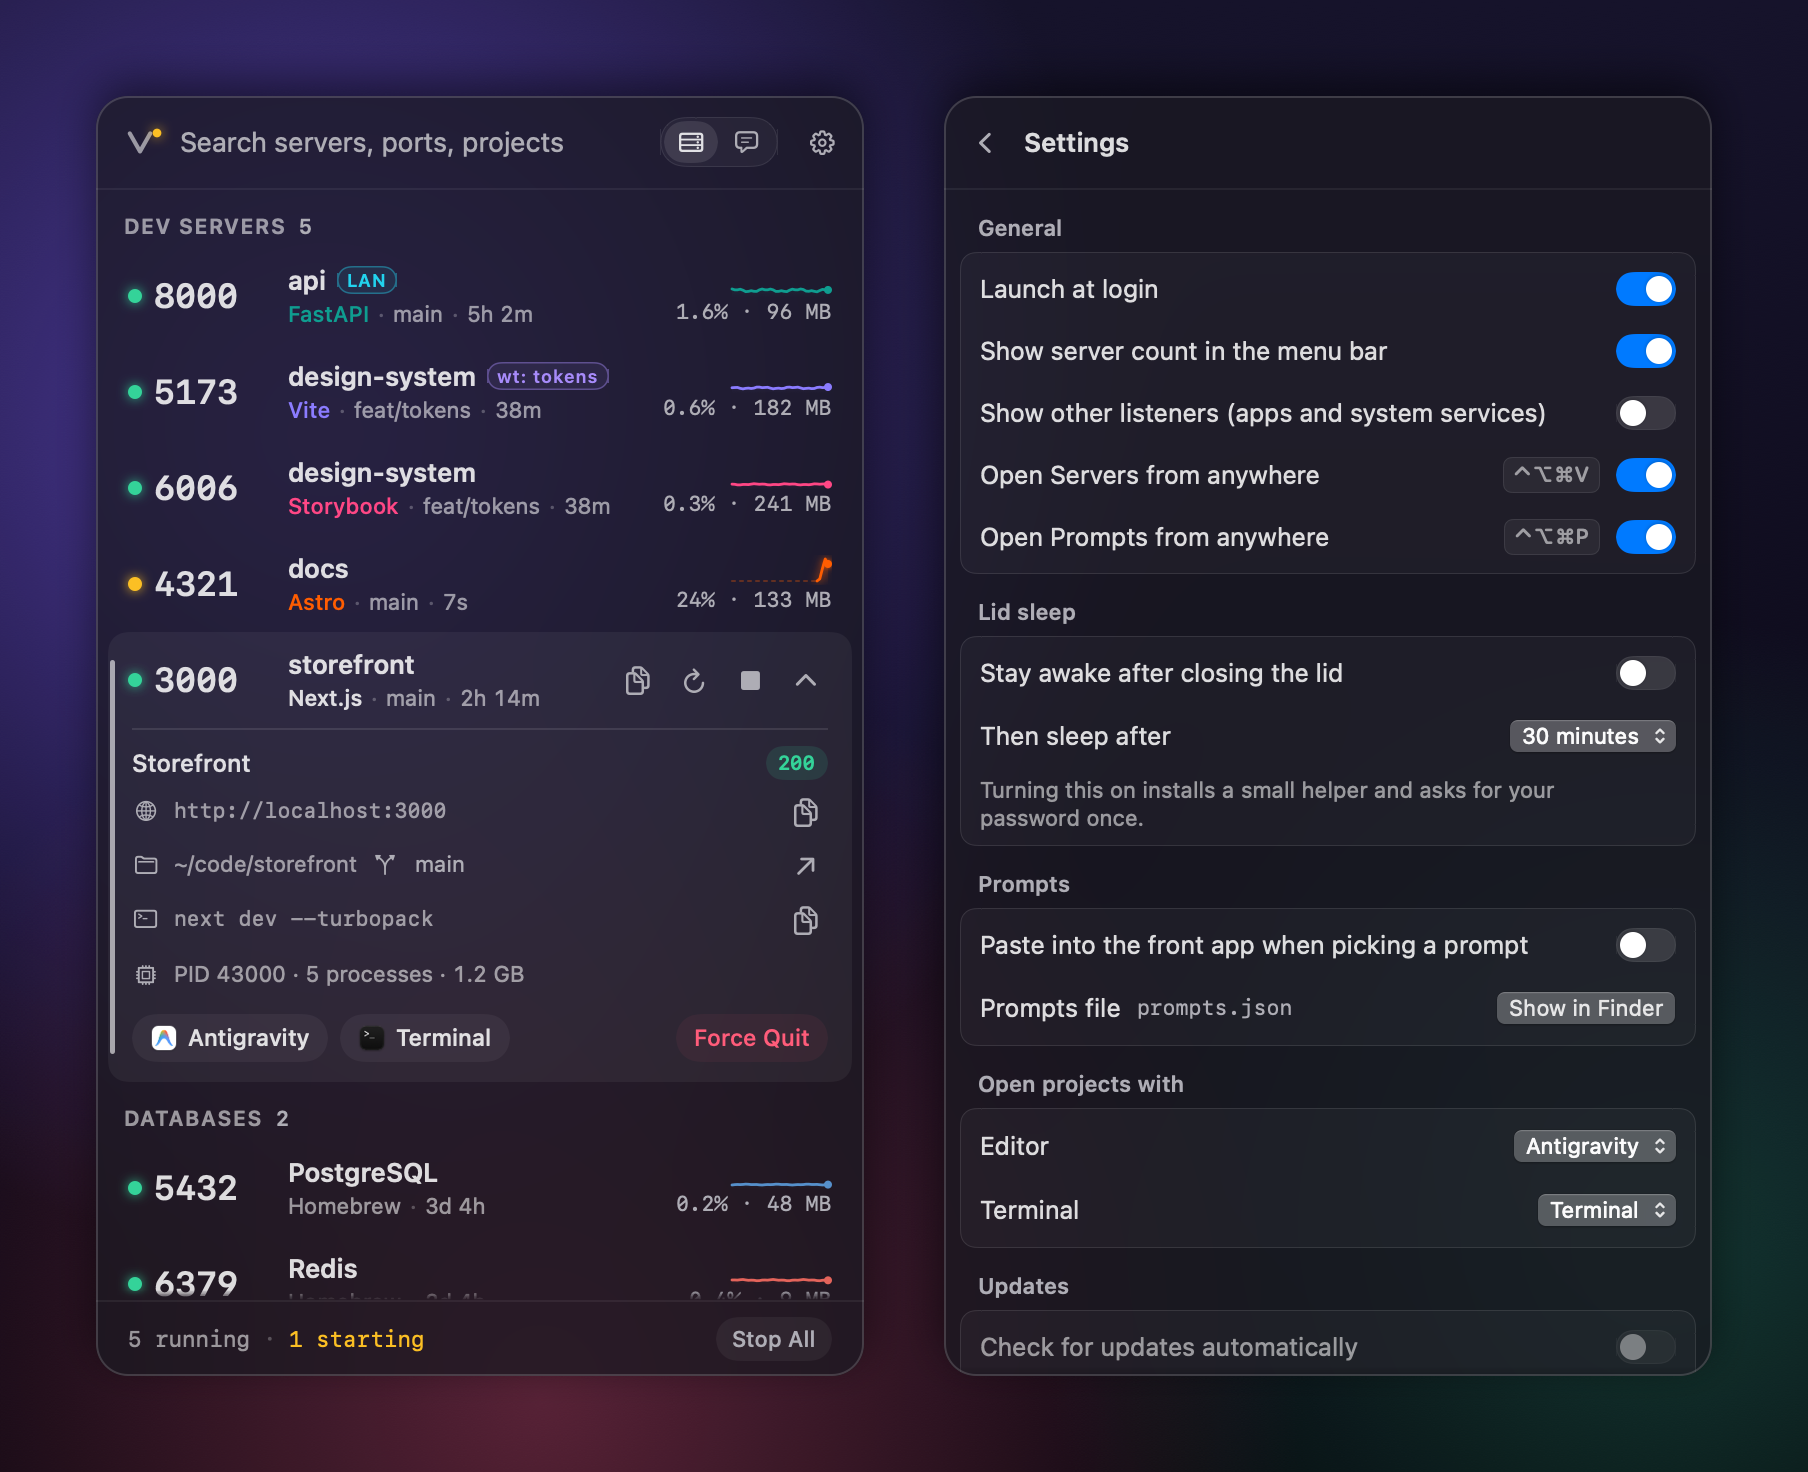 Search servers, ports, projects
DEV SERVERS 5
8000
api LAN
FastAPI · main · 5h 2m
1.6% · 96 MB
5173
design-system wt: tokens
Vite · feat/tokens · 38m
0.6% · 182 MB
6006
design-system
Storybook · feat/tokens · 38m
0.3% · 241 MB
4321
docs
Astro · main · 7s
24% · 133 MB
3000
storefront
Next.js · main · 2h 14m
Storefront 200
http://localhost:3000
~/code/storefront main
next dev --turbopack
PID 43000 · 5 processes · 1.2 GB
Antigravity Terminal Force Quit
DATABASES 2
5432
PostgreSQL
Homebrew · 3d 4h
0.2% · 48 MB
6379
Redis
Homebrew · 3d 4h
5 running · 1 starting Stop All
Settings
General
Launch at login
Show server count in the menu bar
Show other listeners (apps and system services)
Open Servers from anywhere ⌃⌥⌘V
Open Prompts from anywhere ⌃⌥⌘P
Lid sleep
Stay awake after closing the lid
Then sleep after 30 minutes
Turning this on installs a small helper and asks for your
password once.
Prompts
Paste into the front app when picking a prompt
Prompts file prompts.json Show in Finder
Open projects with
Editor Antigravity
Terminal Terminal
Updates
Check for updates automatically